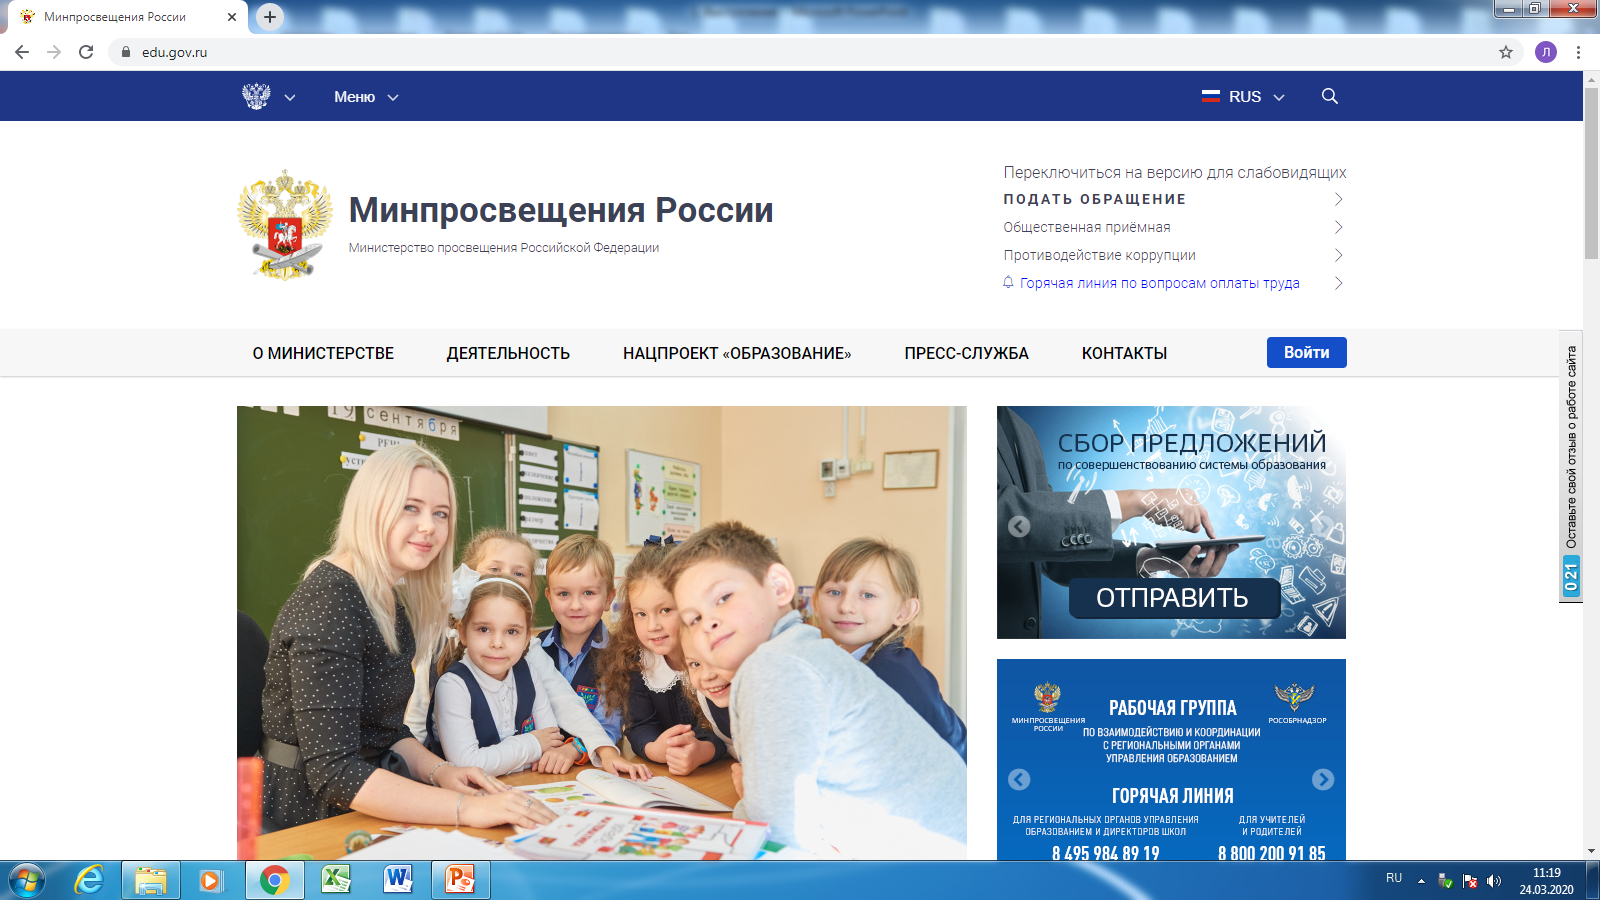 Минпросвещения России
edu.gov.ru
Л
Меню
RUS
Минпросвещения России
Министерство просвещения Российской Федерации
Переключиться на версию для слабовидящих
ПОДАТЬ ОБРАЩЕНИЕ
Общественная приёмная
Противодействие коррупции
Горячая линия по вопросам оплаты труда
О МИНИСТЕРСТВЕ
ДЕЯТЕЛЬНОСТЬ
НАЦПРОЕКТ «ОБРАЗОВАНИЕ»
ПРЕСС-СЛУЖБА
КОНТАКТЫ
Войти
19 сентября
СБОР ПРЕДЛОЖЕНИЙ
по совершенствованию системы образования
ОТПРАВИТЬ
Оставьте свой отзыв о работе сайта
021
МИНПРОСВЕЩЕНИЯ
РОССИИ
РАБОЧАЯ ГРУППА
РОСОБРНАДЗОР
ПО ВЗАИМОДЕЙСТВИЮ И КООРДИНАЦИИ
С РЕГИОНАЛЬНЫМИ ОРГАНАМИ
УПРАВЛЕНИЯ ОБРАЗОВАНИЕМ
ГОРЯЧАЯ ЛИНИЯ
ДЛЯ РЕГИОНАЛЬНЫХ ОРГАНОВ УПРАВЛЕНИЯ
ОБРАЗОВАНИЕМ И ДИРЕКТОРОВ ШКОЛ
8 495 984 89 19
ДЛЯ УЧИТЕЛЕЙ
И РОДИТЕЛЕЙ
8 800 200 91 85
RU
11:19
24.03.2020